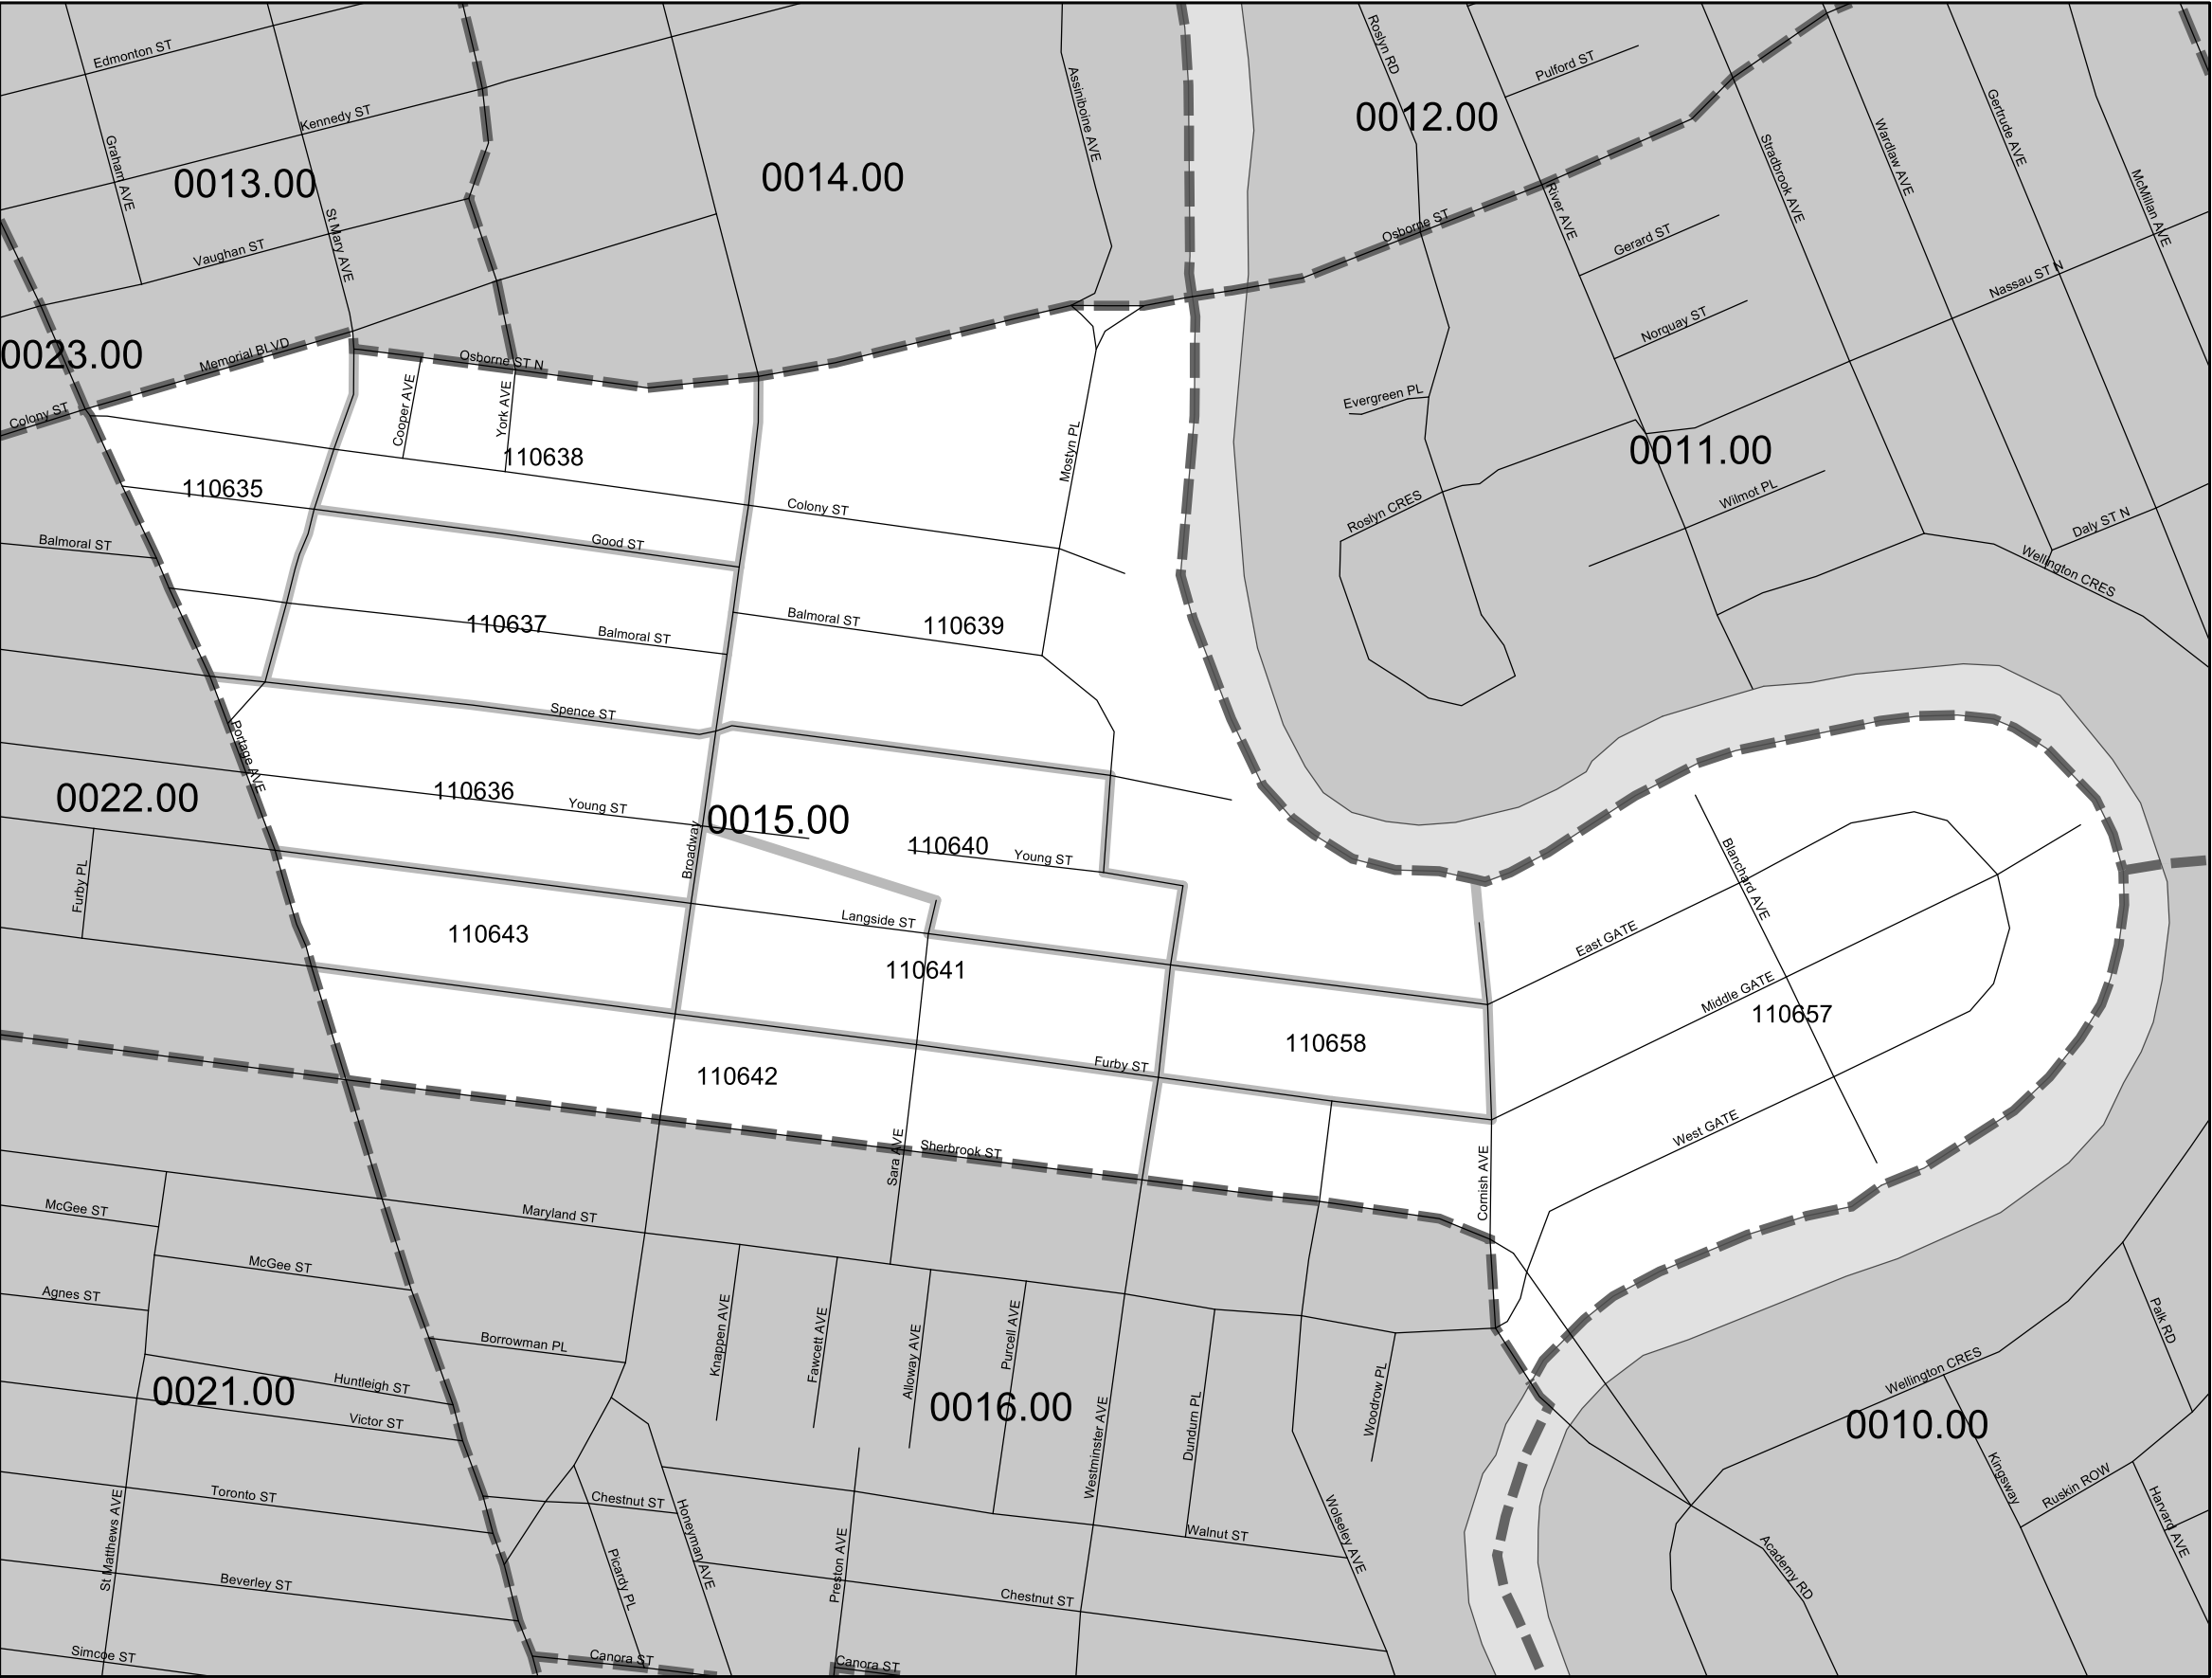 Edmonton ST
Roslyn RD
Pulford ST
Assiniboine AVE
0012.00
Kennedy ST
Graham AVE
Gertrude AVE
Wardlaw AVE
Stradbrook AVE
0013.00
0014.00
McMillan AVE
St Mary AVE
Vaughan ST
Osborne ST
River AVE
Gerard ST
Nassau ST N
Norquay ST
0023.00
Memorial BLVD
Osborne ST N
Colony ST
Cooper AVE
York AVE
Evergreen PL
110638
Mostyn PL
0011.00
110635
Colony ST
Roslyn CRES
Wilmot PL
Daly ST N
Balmoral ST
Good ST
Wellington CRES
110637
Balmoral ST
Balmoral ST
110639
Spence ST
Portage AVE
0022.00
110636
Young ST
0015.00
Broadway
110640
Young ST
Furby PL
Blanchard AVE
Langside ST
East GATE
110643
110641
Middle GATE
110657
110658
Furby ST
110642
West GATE
Sara AVE
Sherbrook ST
Cornish AVE
McGee ST
Maryland ST
McGee ST
Agnes ST
Borrowman PL
Knappen AVE
Fawcett AVE
Alloway AVE
Purcell AVE
Palk RD
Huntleigh ST
0021.00
Victor ST
0016.00
Westminster AVE
Dundurn PL
Woodrow PL
Wellington CRES
0010.00
Kingsway
Ruskin ROW
Harvard AVE
Toronto ST
Chestnut ST
Honeyman AVE
St Matthews AVE
Walnut ST
Wolseley AVE
Preston AVE
Picardy PL
Academy RD
Beverley ST
Chestnut ST
Simcoe ST
Canora ST
Canora ST